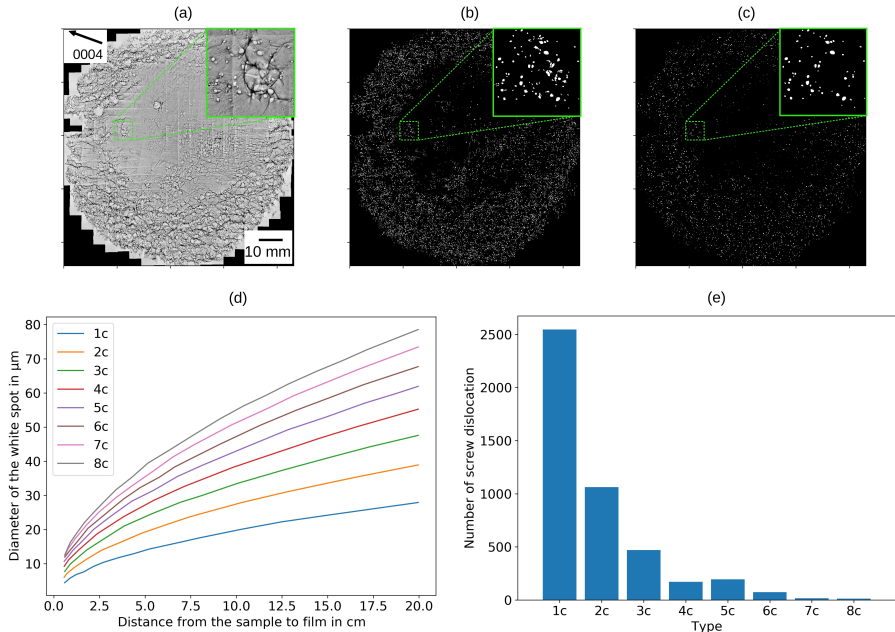 (a)
(b)
(c)
0004
10 mm
(d)
(e)
Diameter of the white spot in μm
80
70
60
50
40
30
20
10
1c
2c
3c
4c
5c
6c
7c
8c
0.0 2.5 5.0 7.5 10.0 12.5 15.0 17.5 20.0
Distance from the sample to film in cm
Number of screw dislocation
2500
2000
1500
1000
500
0
1c 2c 3c 4c 5c 6c 7c 8c
Type